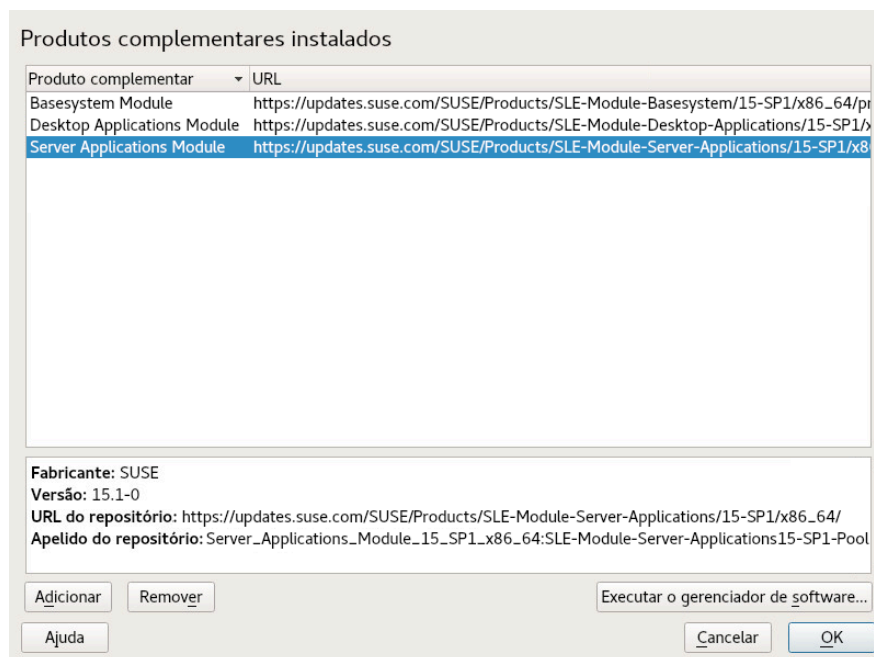 Produtos complementares instalados
Produto complementar URL
Basesystem Module https://updates.suse.com/SUSE/Products/SLE-Module-Basesystem/15-SP1/x86_64/pr
Desktop Applications Module https://updates.suse.com/SUSE/Products/SLE-Module-Desktop-Applications/15-SP1/x
Server Applications Module https://updates.suse.com/SUSE/Products/SLE-Module-Server-Applications/15-SP1/x8
Fabricante: SUSE
Versão: 15.1-0
URL do repositório: https://updates.suse.com/SUSE/Products/SLE-Module-Server-Applications/15-SP1/x86_64/
Apelido do repositório: Server_Applications_Module_15_SP1_x86_64:SLE-Module-Server-Applications15-SP1-Pool
Adicionar Remover Executar o gerenciador de software...
Ajuda Cancelar OK